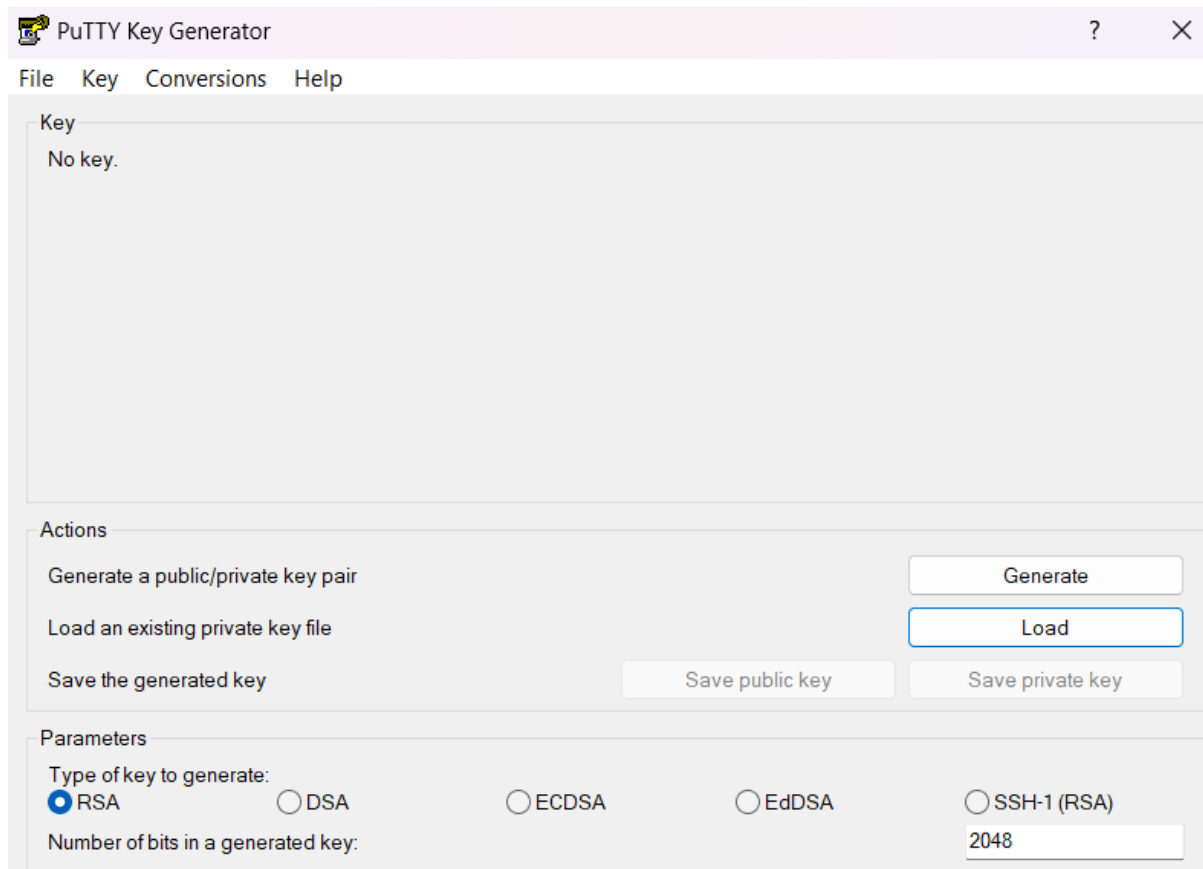 PuTTY Key Generator ?
File Key Conversions Help
Key
No key.
Actions
Generate a public/private key pair Generate
Load an existing private key file Load
Save the generated key Save public key Save private key
Parameters
Type of key to generate:
RSA DSA ECDSA EdDSA SSH-1 (RSA)
Number of bits in a generated key: 2048